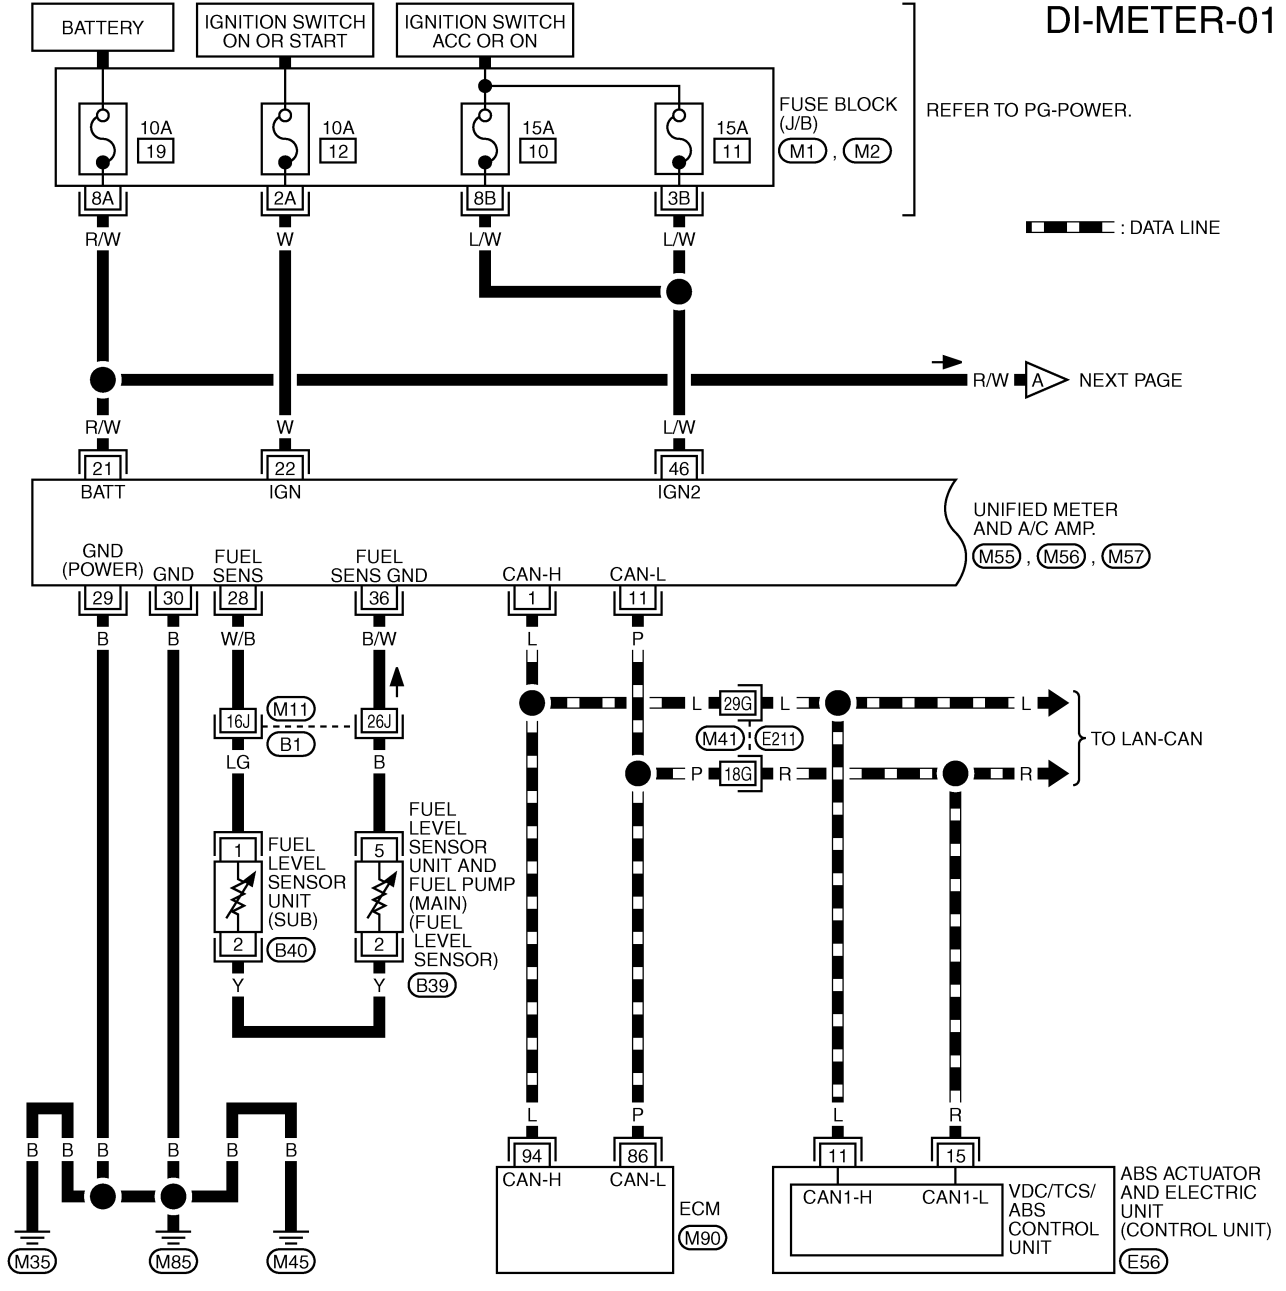 DI-METER-01
BATTERY
IGNITION SWITCH
ON OR START
IGNITION SWITCH
ACC OR ON
10A
19
10A
12
15A
10
15A
11
FUSE BLOCK
(J/B)
M1 , M2
REFER TO PG-POWER.
8A
2A
8B
3B
R/W
W
L/W
L/W
: DATA LINE
R/W
A
NEXT PAGE
R/W
W
L/W
21
22
46
BATT
IGN
IGN2
UNIFIED METER
AND A/C AMP.
M55 , M56 , M57
GND
(POWER)
GND
FUEL
SENS
FUEL
SENS GND
CAN-H
CAN-L
29
30
28
36
1
11
B
B
W/B
B/W
L
P
16J
M11
B1
26J
L
29G
L
L
M41
E211
TO LAN-CAN
P
18G
R
R
LG
B
1
FUEL
LEVEL
SENSOR
UNIT
(SUB)
2
B40
5
FUEL
LEVEL
SENSOR
UNIT AND
FUEL PUMP
(MAIN)
(FUEL
LEVEL
SENSOR)
2
B39
Y
Y
B
B
B
B
B
B
L
P
L
R
94
86
11
15
CAN-H
CAN-L
ECM
M90
CAN1-H
CAN1-L
VDC/TCS/
ABS
CONTROL
UNIT
ABS ACTUATOR
AND ELECTRIC
UNIT
(CONTROL UNIT)
E56
M35
M85
M45